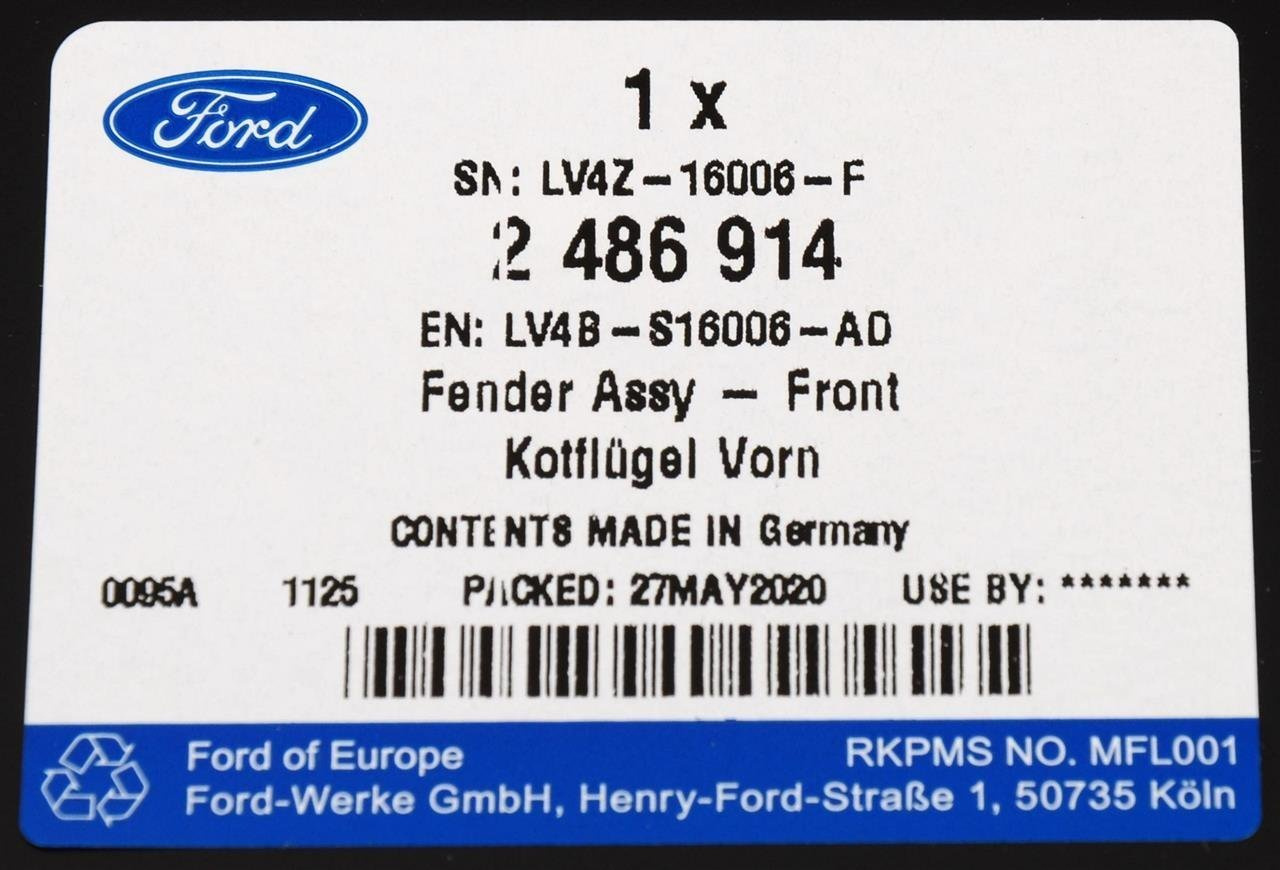 Ford
1 x
SN: LV4Z-16006-F
2 486 914
EN: LV4B-S16006-AD
Fender Assy - Front
Kotflügel Vorn
CONTENTS MADE IN Germany
0095A 1125 PACKED: 27MAY2020 USE BY: *******
Ford of Europe RKPMS NO. MFL001
Ford-Werke GmbH, Henry-Ford-Straße 1, 50735 Köln